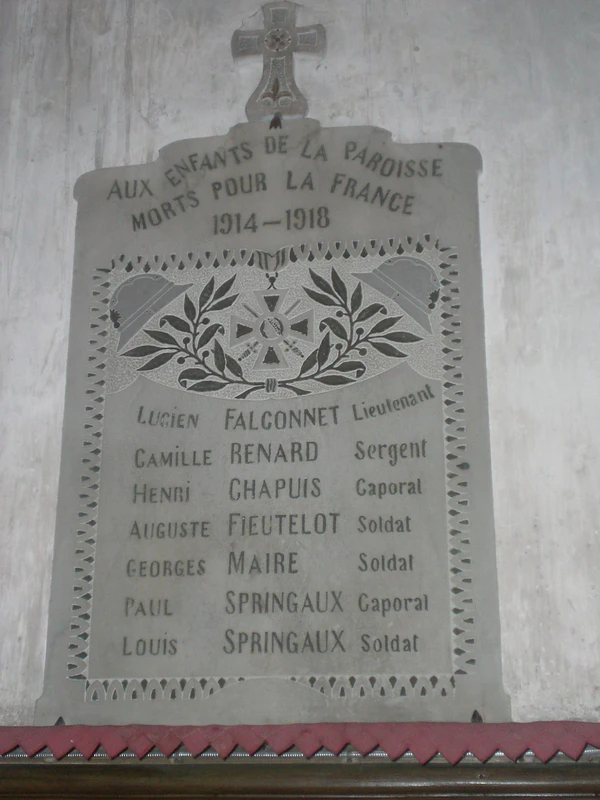 AUX ENFANTS DE LA PAROISSE
MORTS POUR LA FRANCE
1914-1918
LUCIEN FALCONNET Lieutenant
CAMILLE RENARD Sergent
HENRI CHAPUIS Caporal
AUGUSTE FIEUTELOT Soldat
GEORGES MAIRE Soldat
PAUL SPRINGAUX Caporal
LOUIS SPRINGAUX Soldat